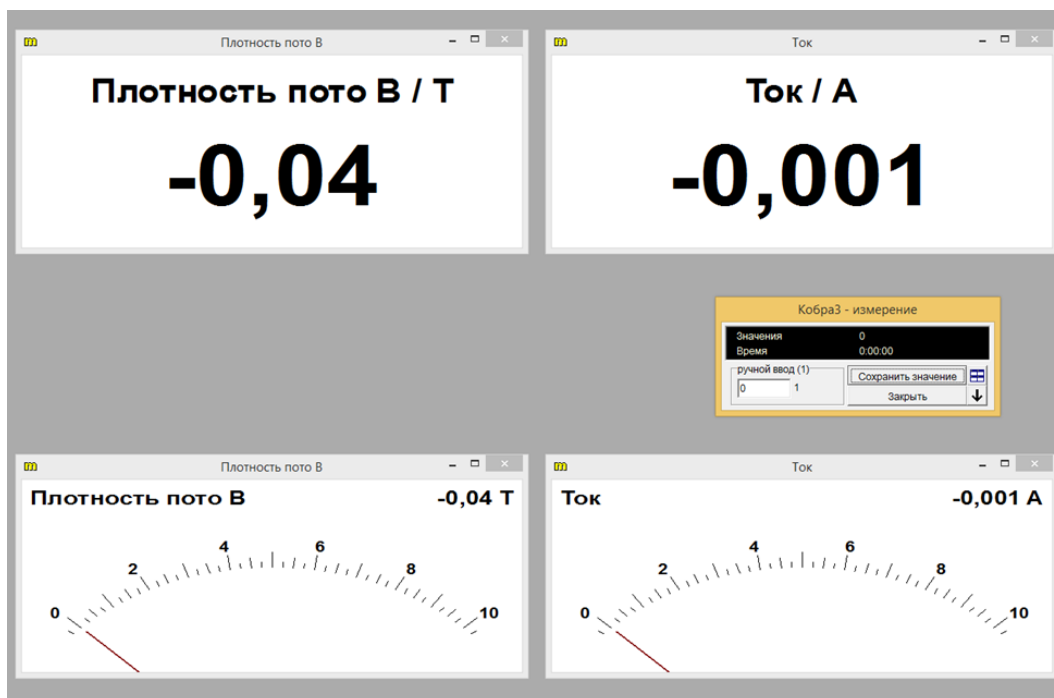 Плотность пото В
Плотность пото В / Т
-0,04
Ток
Ток / А
-0,001
Кобра3 - измерение
Значения 0
Время 0:00:00
ручной ввод (1)
0 1
Сохранить значение
Закрыть
Плотность пото В
Плотность пото В -0,04 Т
0 2 4 6 8 10
Ток
Ток -0,001 А
0 2 4 6 8 10